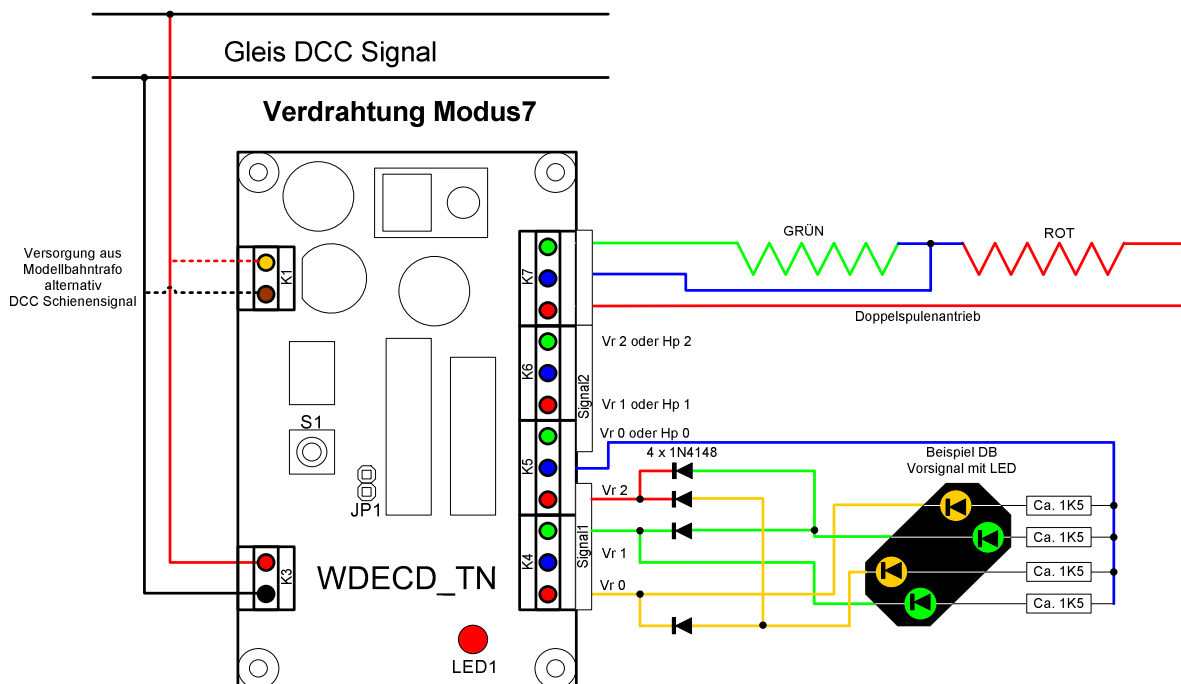 Gleis DCC Signal
Verdrahtung Modus7
Versorgung aus
Modellbahntrafo
alternativ
DCC Schienensignal
K1
K7
GRÜN
ROT
Doppelspulenantrieb
K6
Vr 2 oder Hp 2
Signal2
Vr 1 oder Hp 1
S1
K5
Vr 0 oder Hp 0
4 x 1N4148
Beispiel DB
Vorsignal mit LED
Vr 2
JP1
Ca. 1K5
Ca. 1K5
Ca. 1K5
Ca. 1K5
Signal1
K4
Vr 1
Vr 0
K3
WDECD_TN
LED1